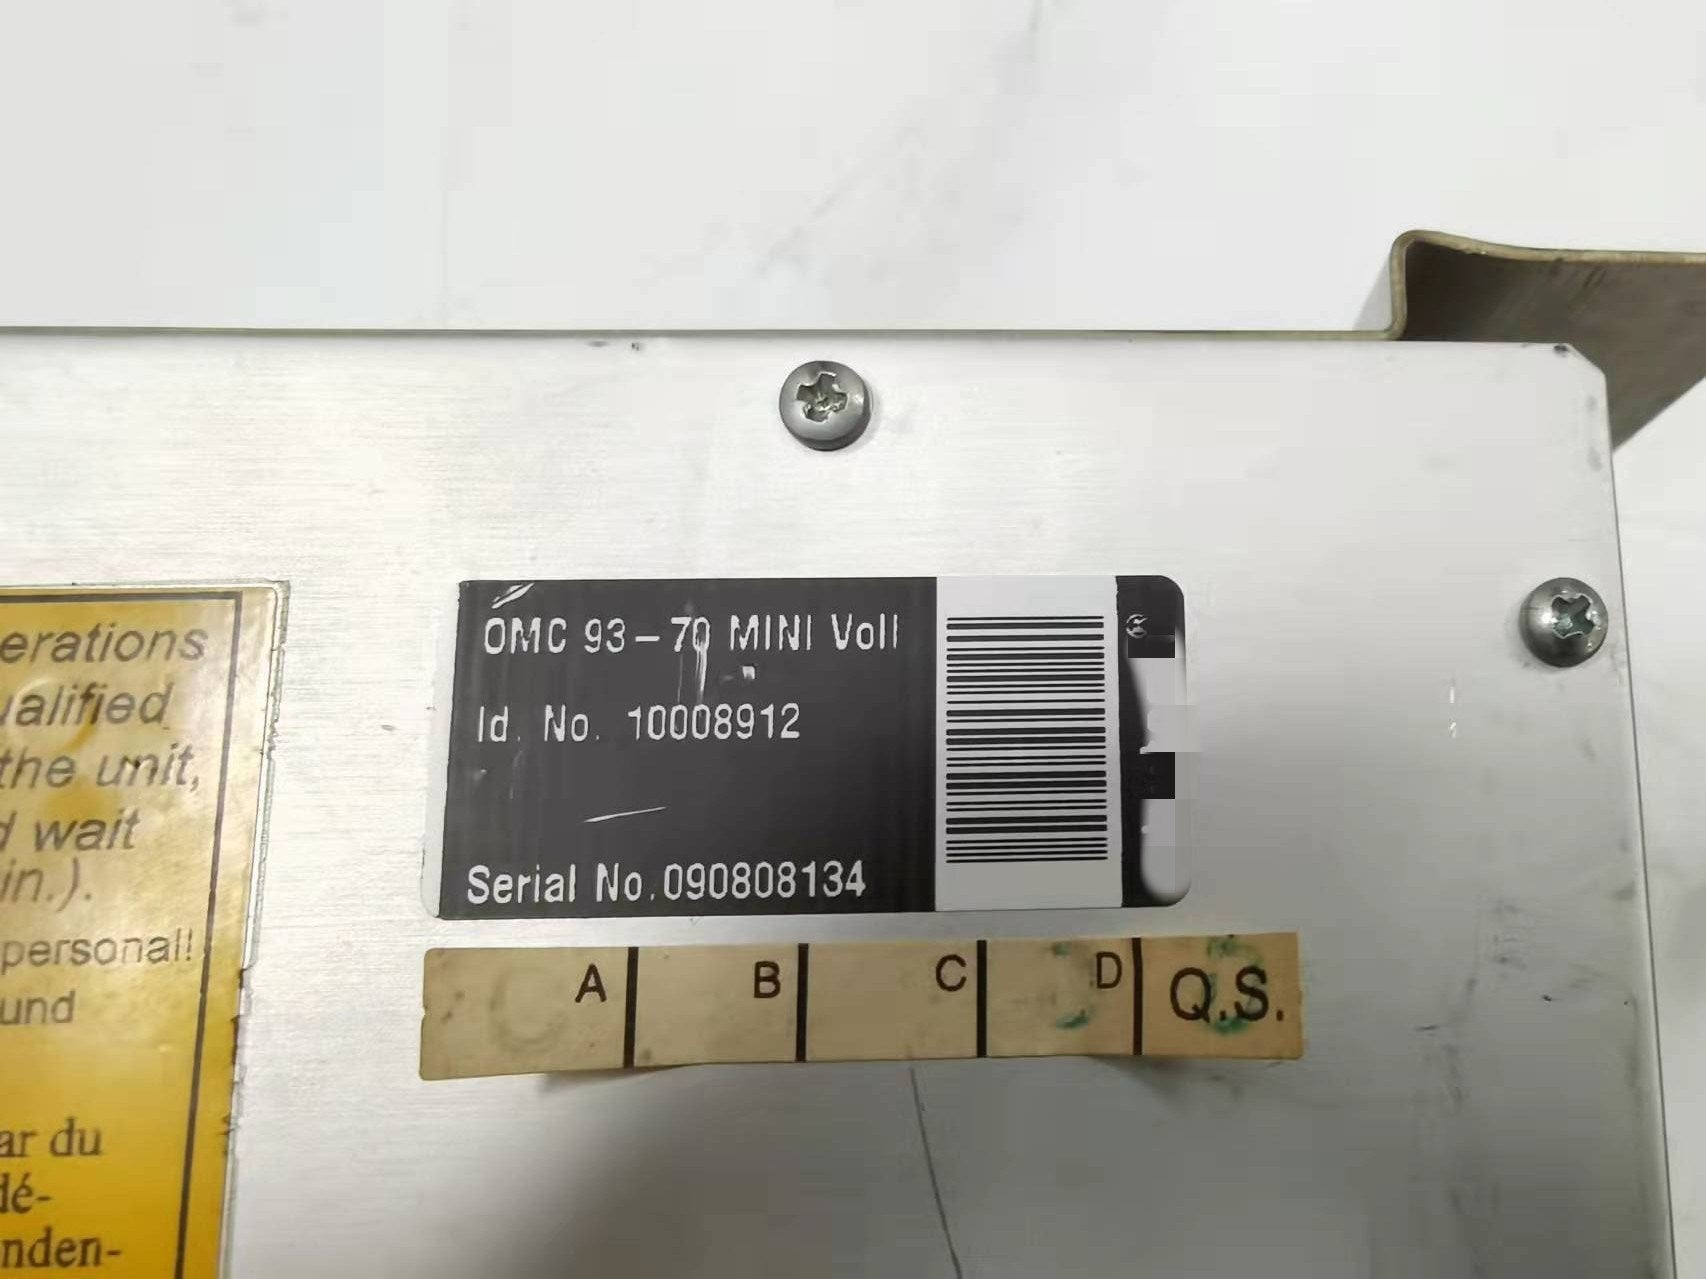 erations
ualified
the unit,
d wait
in.).
personal!
und
ar du
dé-
nden-
OMC 93-70 MINI Voll
Id. No. 10008912
Serial No.090808134
A B C D Q.S.